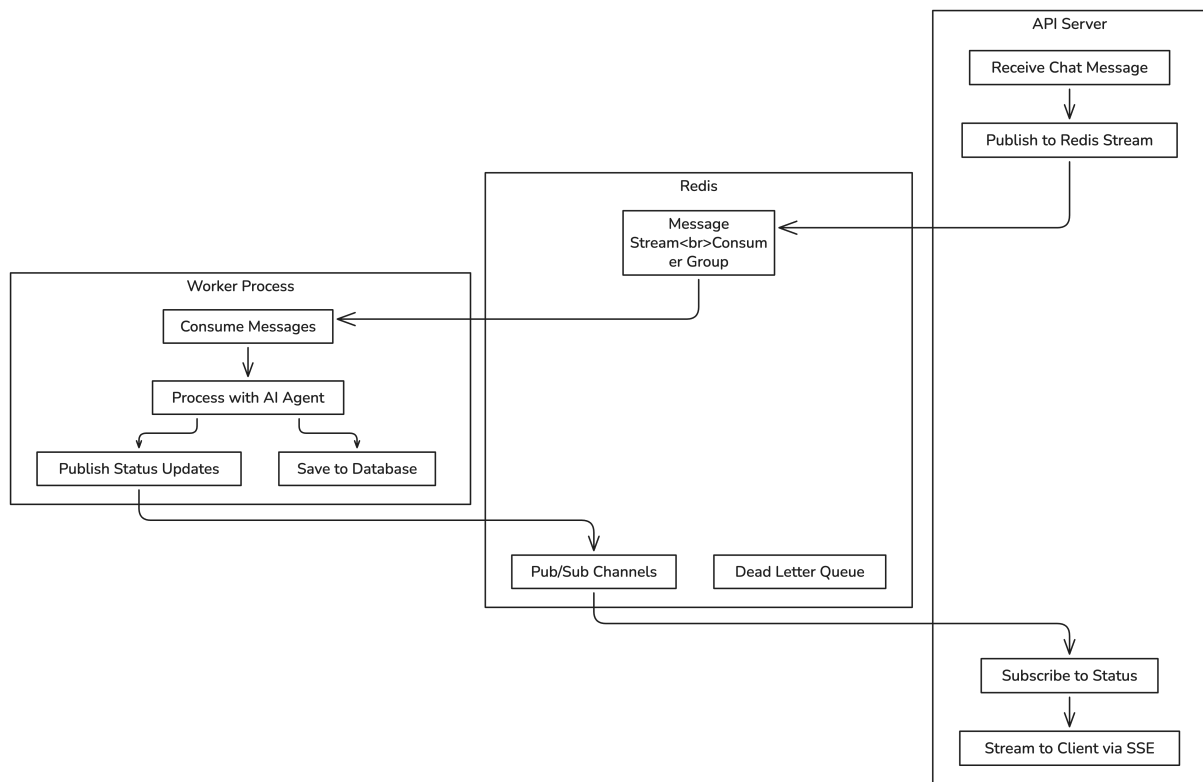 API Server
Receive Chat Message
Publish to Redis Stream
Redis
Message
Stream<br>Consum
er Group
Worker Process
Consume Messages
Process with AI Agent
Publish Status Updates
Save to Database
Pub/Sub Channels
Dead Letter Queue
Subscribe to Status
Stream to Client via SSE